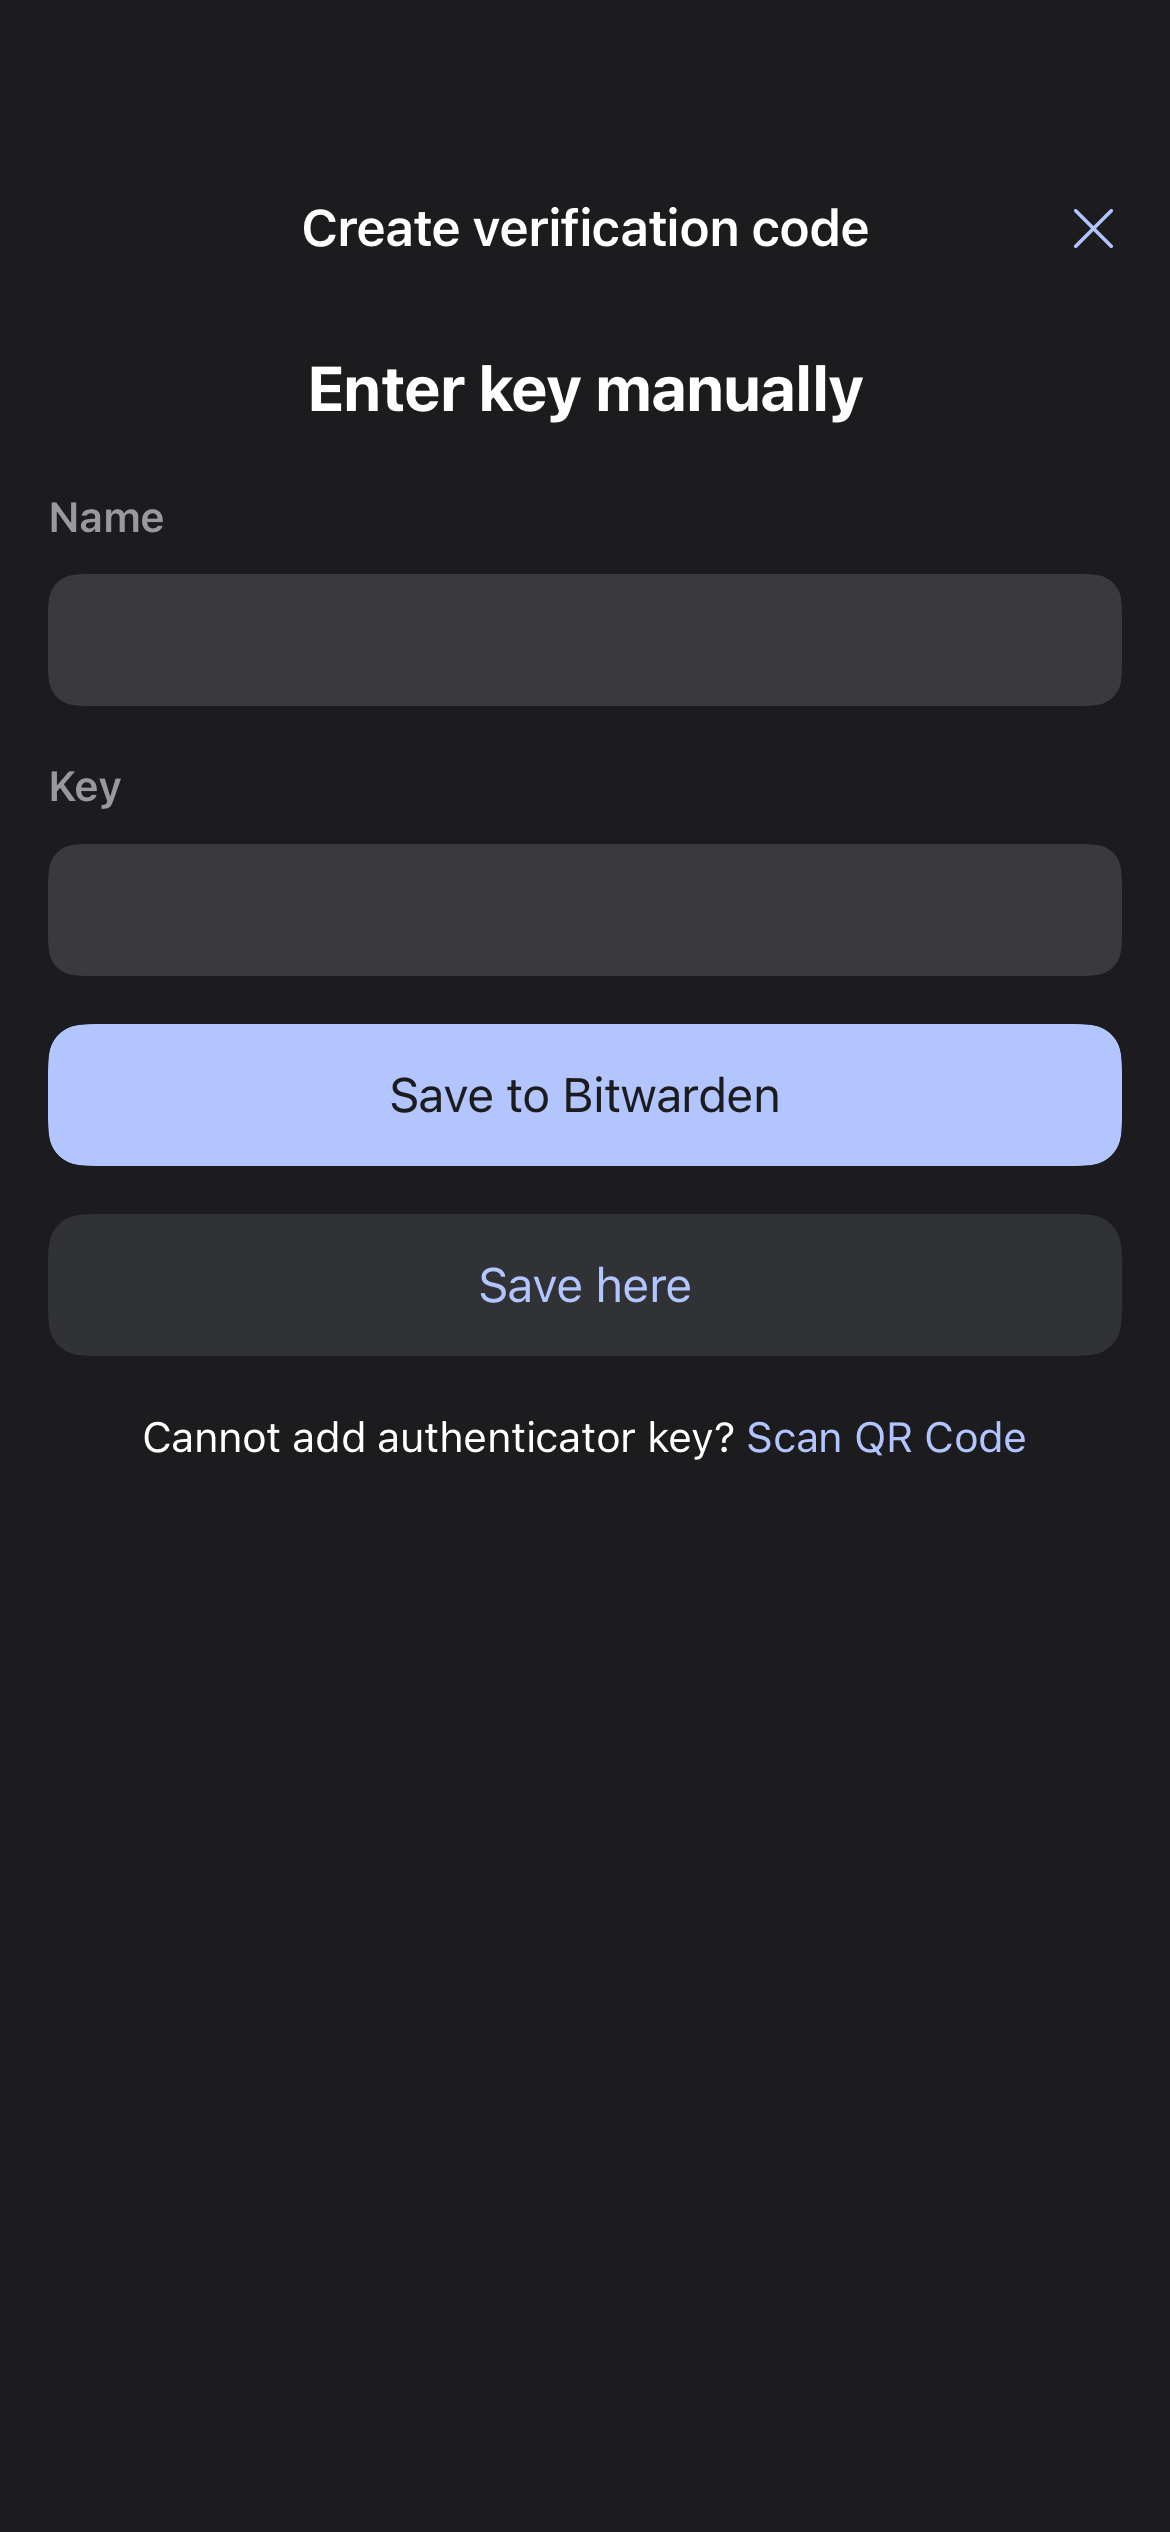 Create verification code
Enter key manually
Name
Key
Save to Bitwarden
Save here
Cannot add authenticator key? Scan QR Code